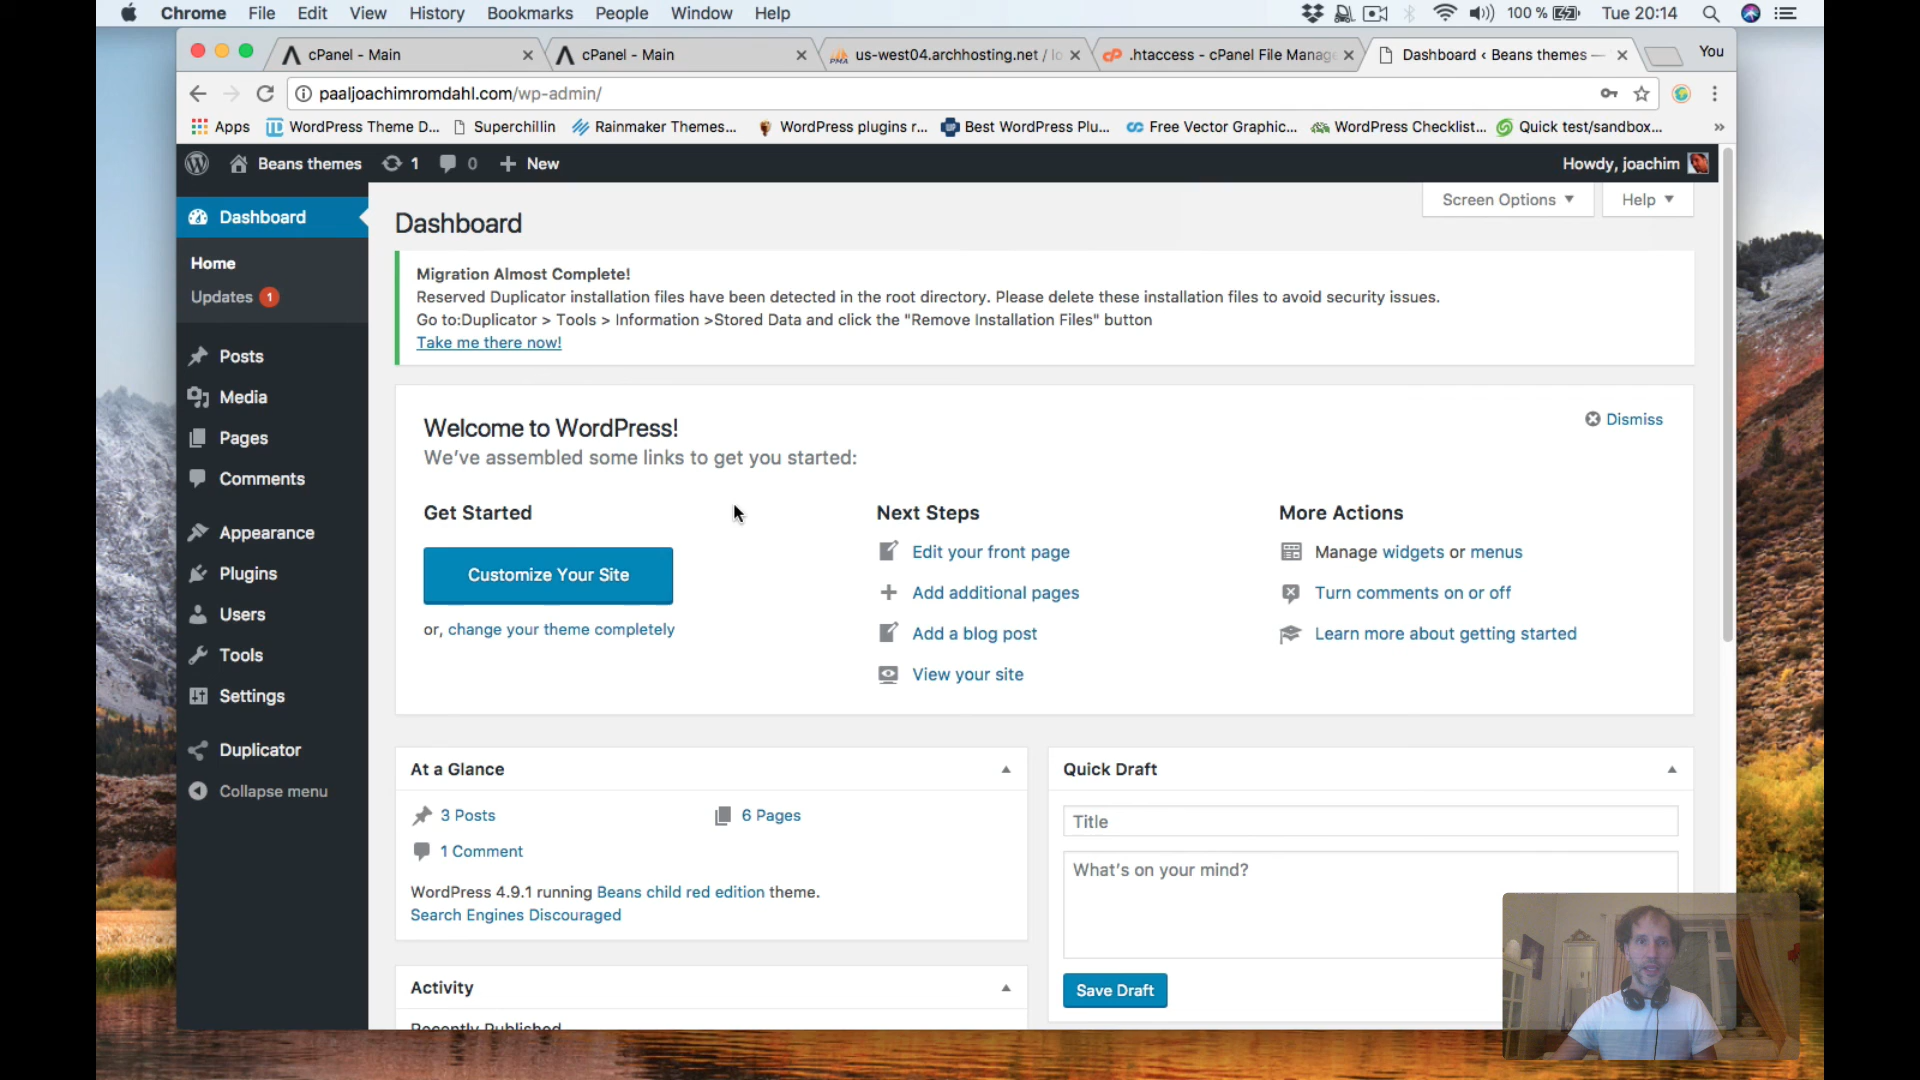 Chrome File Edit View History Bookmarks People Window Help 100 % Tue 20:14
cPanel - Main cPanel - Main us-west04.archhosting.net / lo .htaccess - cPanel File Manage Dashboard ‹ Beans themes — You
paaljoachimromdahl.com/wp-admin/
Apps WordPress Theme D... Superchillin Rainmaker Themes... WordPress plugins r... Best WordPress Plu... Free Vector Graphic... WordPress Checklist... Quick test/sandbox... »
Beans themes 1 0 New Howdy, joachim
Screen Options Help
Dashboard
Home
Updates 1
Posts
Media
Pages
Comments
Appearance
Plugins
Users
Tools
Settings
Duplicator
Collapse menu
Dashboard
Migration Almost Complete!
Reserved Duplicator installation files have been detected in the root directory. Please delete these installation files to avoid security issues.
Go to:Duplicator > Tools > Information >Stored Data and click the "Remove Installation Files" button
Take me there now!
Welcome to WordPress!
We've assembled some links to get you started:
Dismiss
Get Started
Customize Your Site
or, change your theme completely
Next Steps
Edit your front page
Add additional pages
Add a blog post
View your site
More Actions
Manage widgets or menus
Turn comments on or off
Learn more about getting started
At a Glance
3 Posts 6 Pages
1 Comment
WordPress 4.9.1 running Beans child red edition theme.
Search Engines Discouraged
Activity
Recently Published
Quick Draft
Title
What's on your mind?
Save Draft